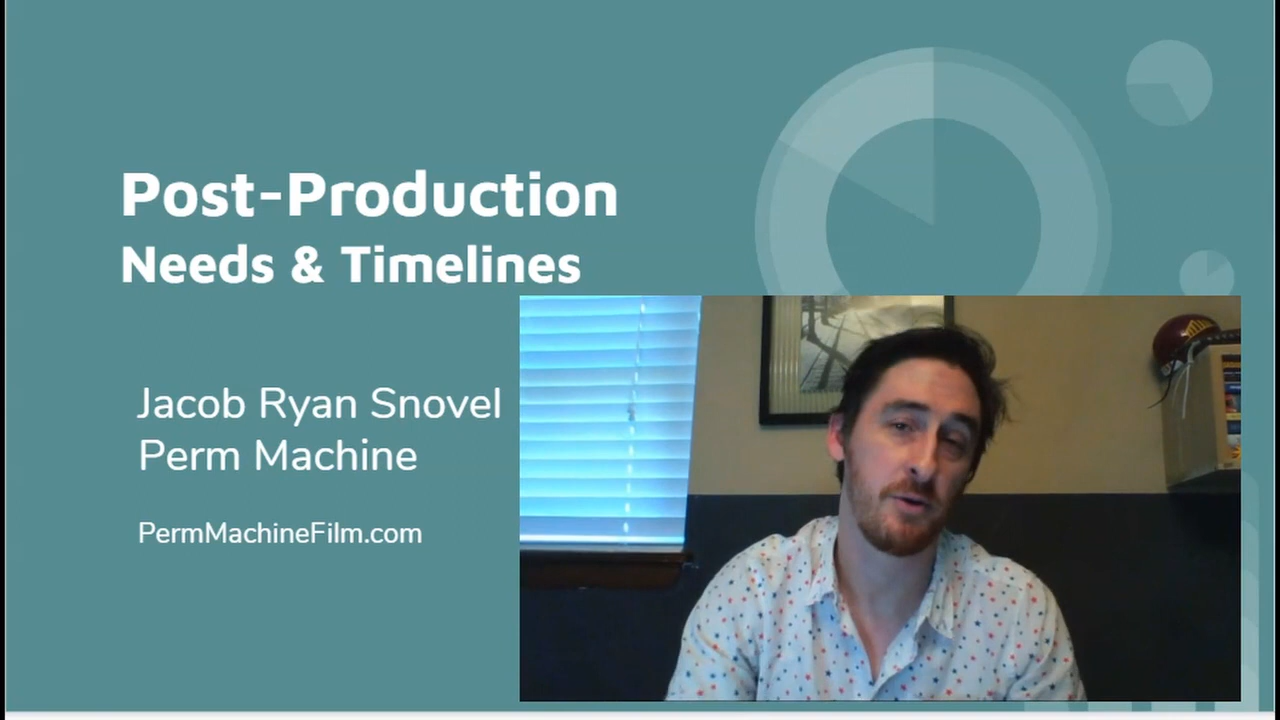 Post-Production
Needs & Timelines
Jacob Ryan Snovel
Perm Machine
PermMachineFilm.com